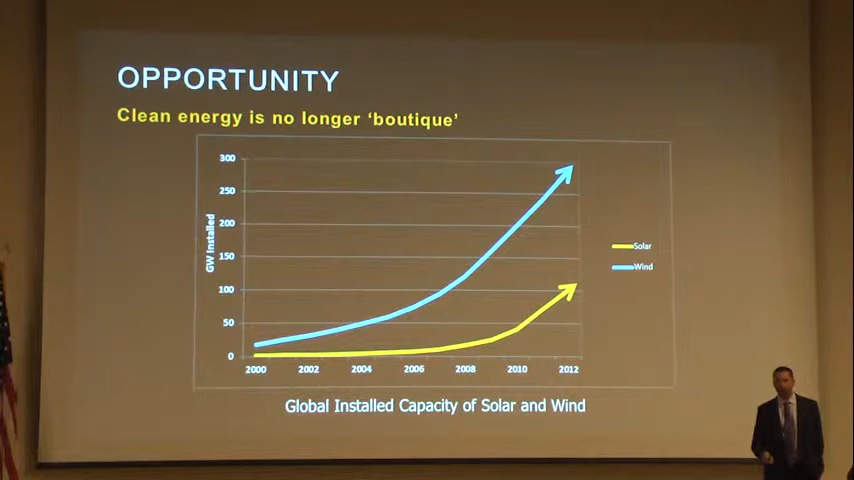 OPPORTUNITY
Clean energy is no longer ‘boutique’
300
250
200
150
100
50
0
GW Installed
2000 2002 2004 2006 2008 2010 2012
Solar
Wind
Global Installed Capacity of Solar and Wind